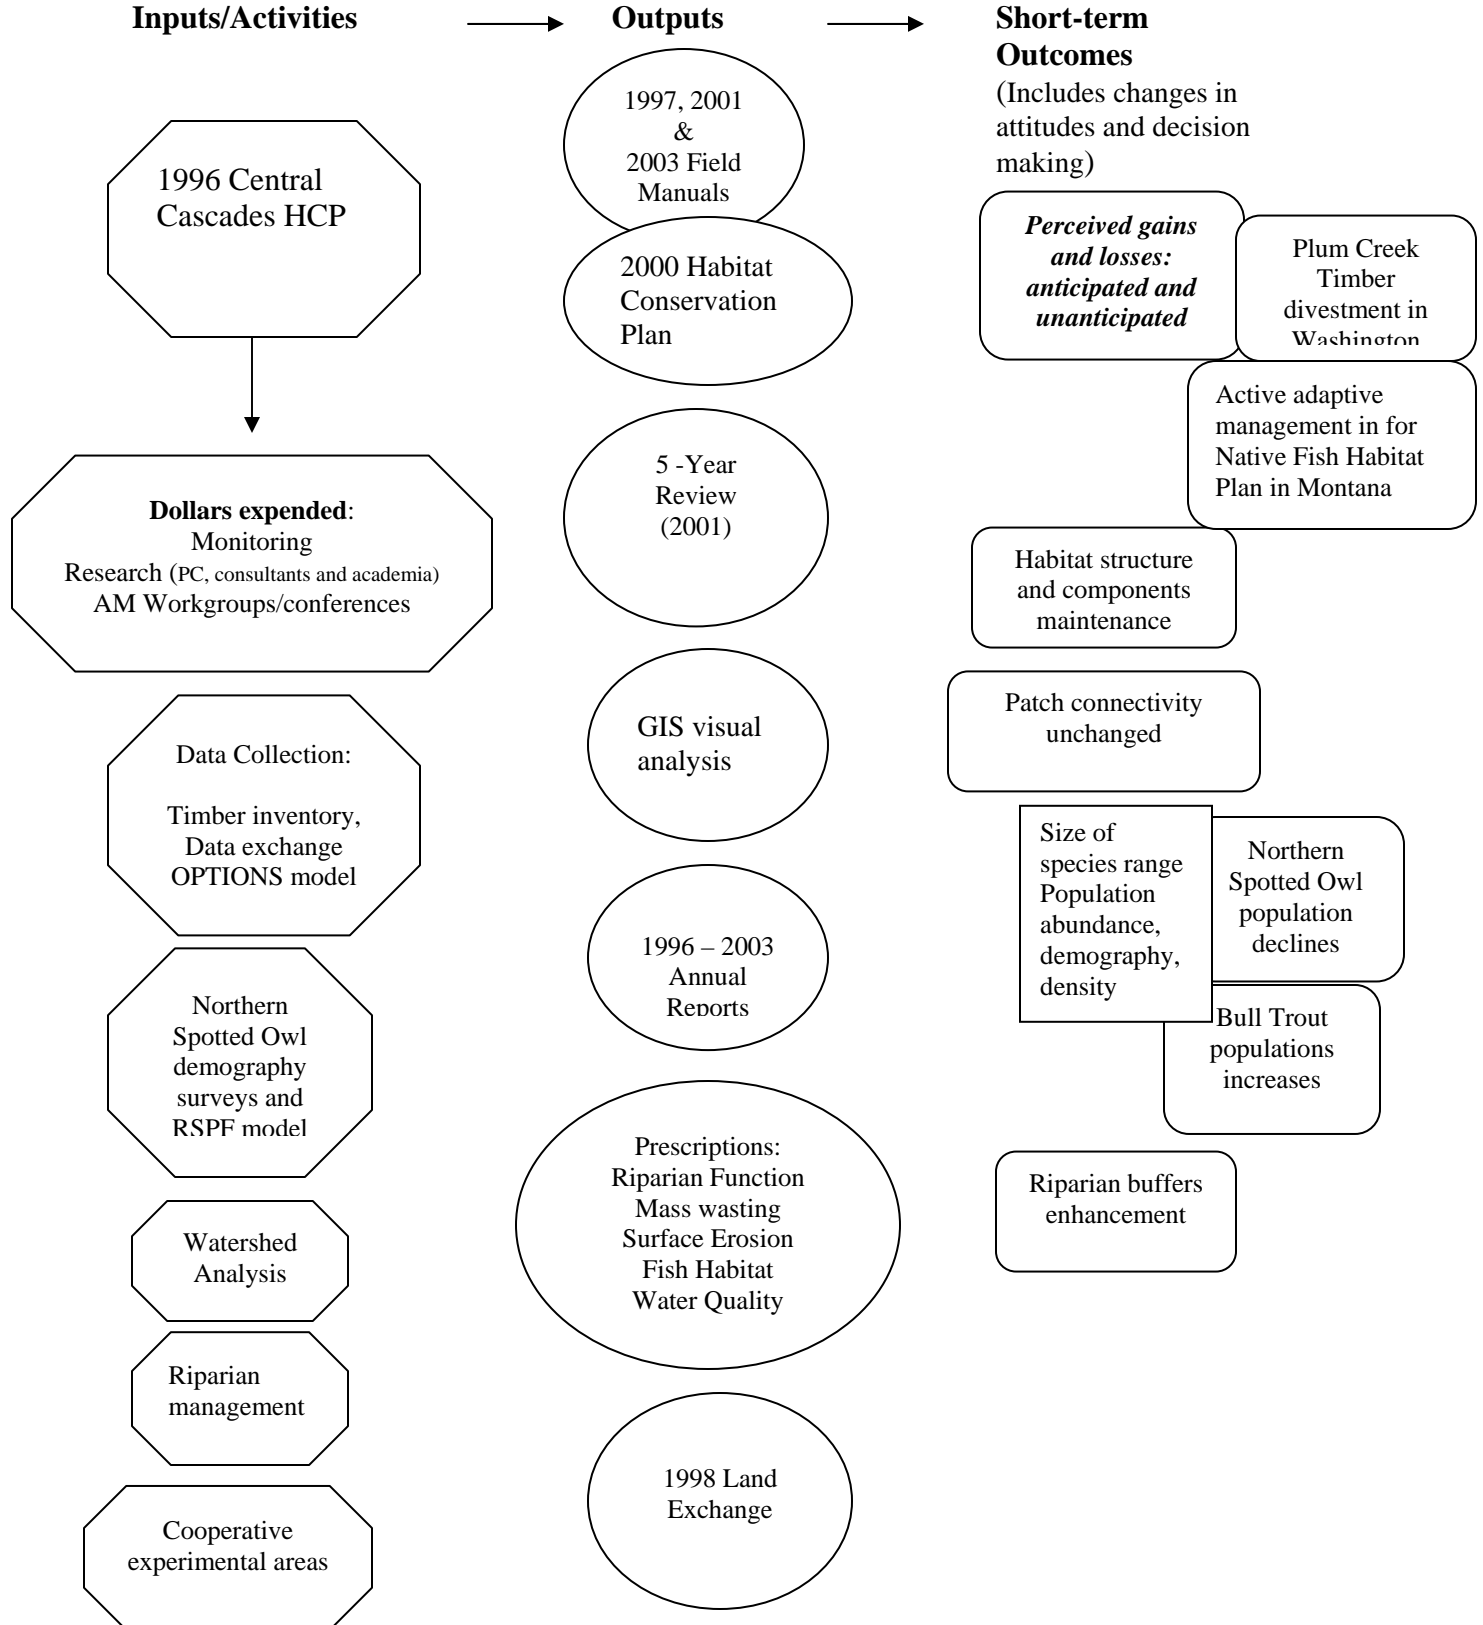 Inputs/Activities
Outputs
Short-term
Outcomes
(Includes changes in
attitudes and decision
making)
1996 Central
Cascades HCP
Dollars expended:
Monitoring
Research (PC, consultants and academia)
AM Workgroups/conferences
Data Collection:
Timber inventory,
Data exchange
OPTIONS model
Northern
Spotted Owl
demography
surveys and
RSPF model
Watershed
Analysis
Riparian
management
Cooperative
experimental areas
1997, 2001
&
2003 Field
Manuals
2000 Habitat
Conservation
Plan
5 -Year
Review
(2001)
GIS visual
analysis
1996 – 2003
Annual
Reports
Prescriptions:
Riparian Function
Mass wasting
Surface Erosion
Fish Habitat
Water Quality
1998 Land
Exchange
Perceived gains
and losses:
anticipated and
unanticipated
Plum Creek
Timber
divestment in
Washington
Active adaptive
management in for
Native Fish Habitat
Plan in Montana
Habitat structure
and components
maintenance
Patch connectivity
unchanged
Size of
species range
Population
abundance,
demography,
density
Northern
Spotted Owl
population
declines
Bull Trout
populations
increases
Riparian buffers
enhancement